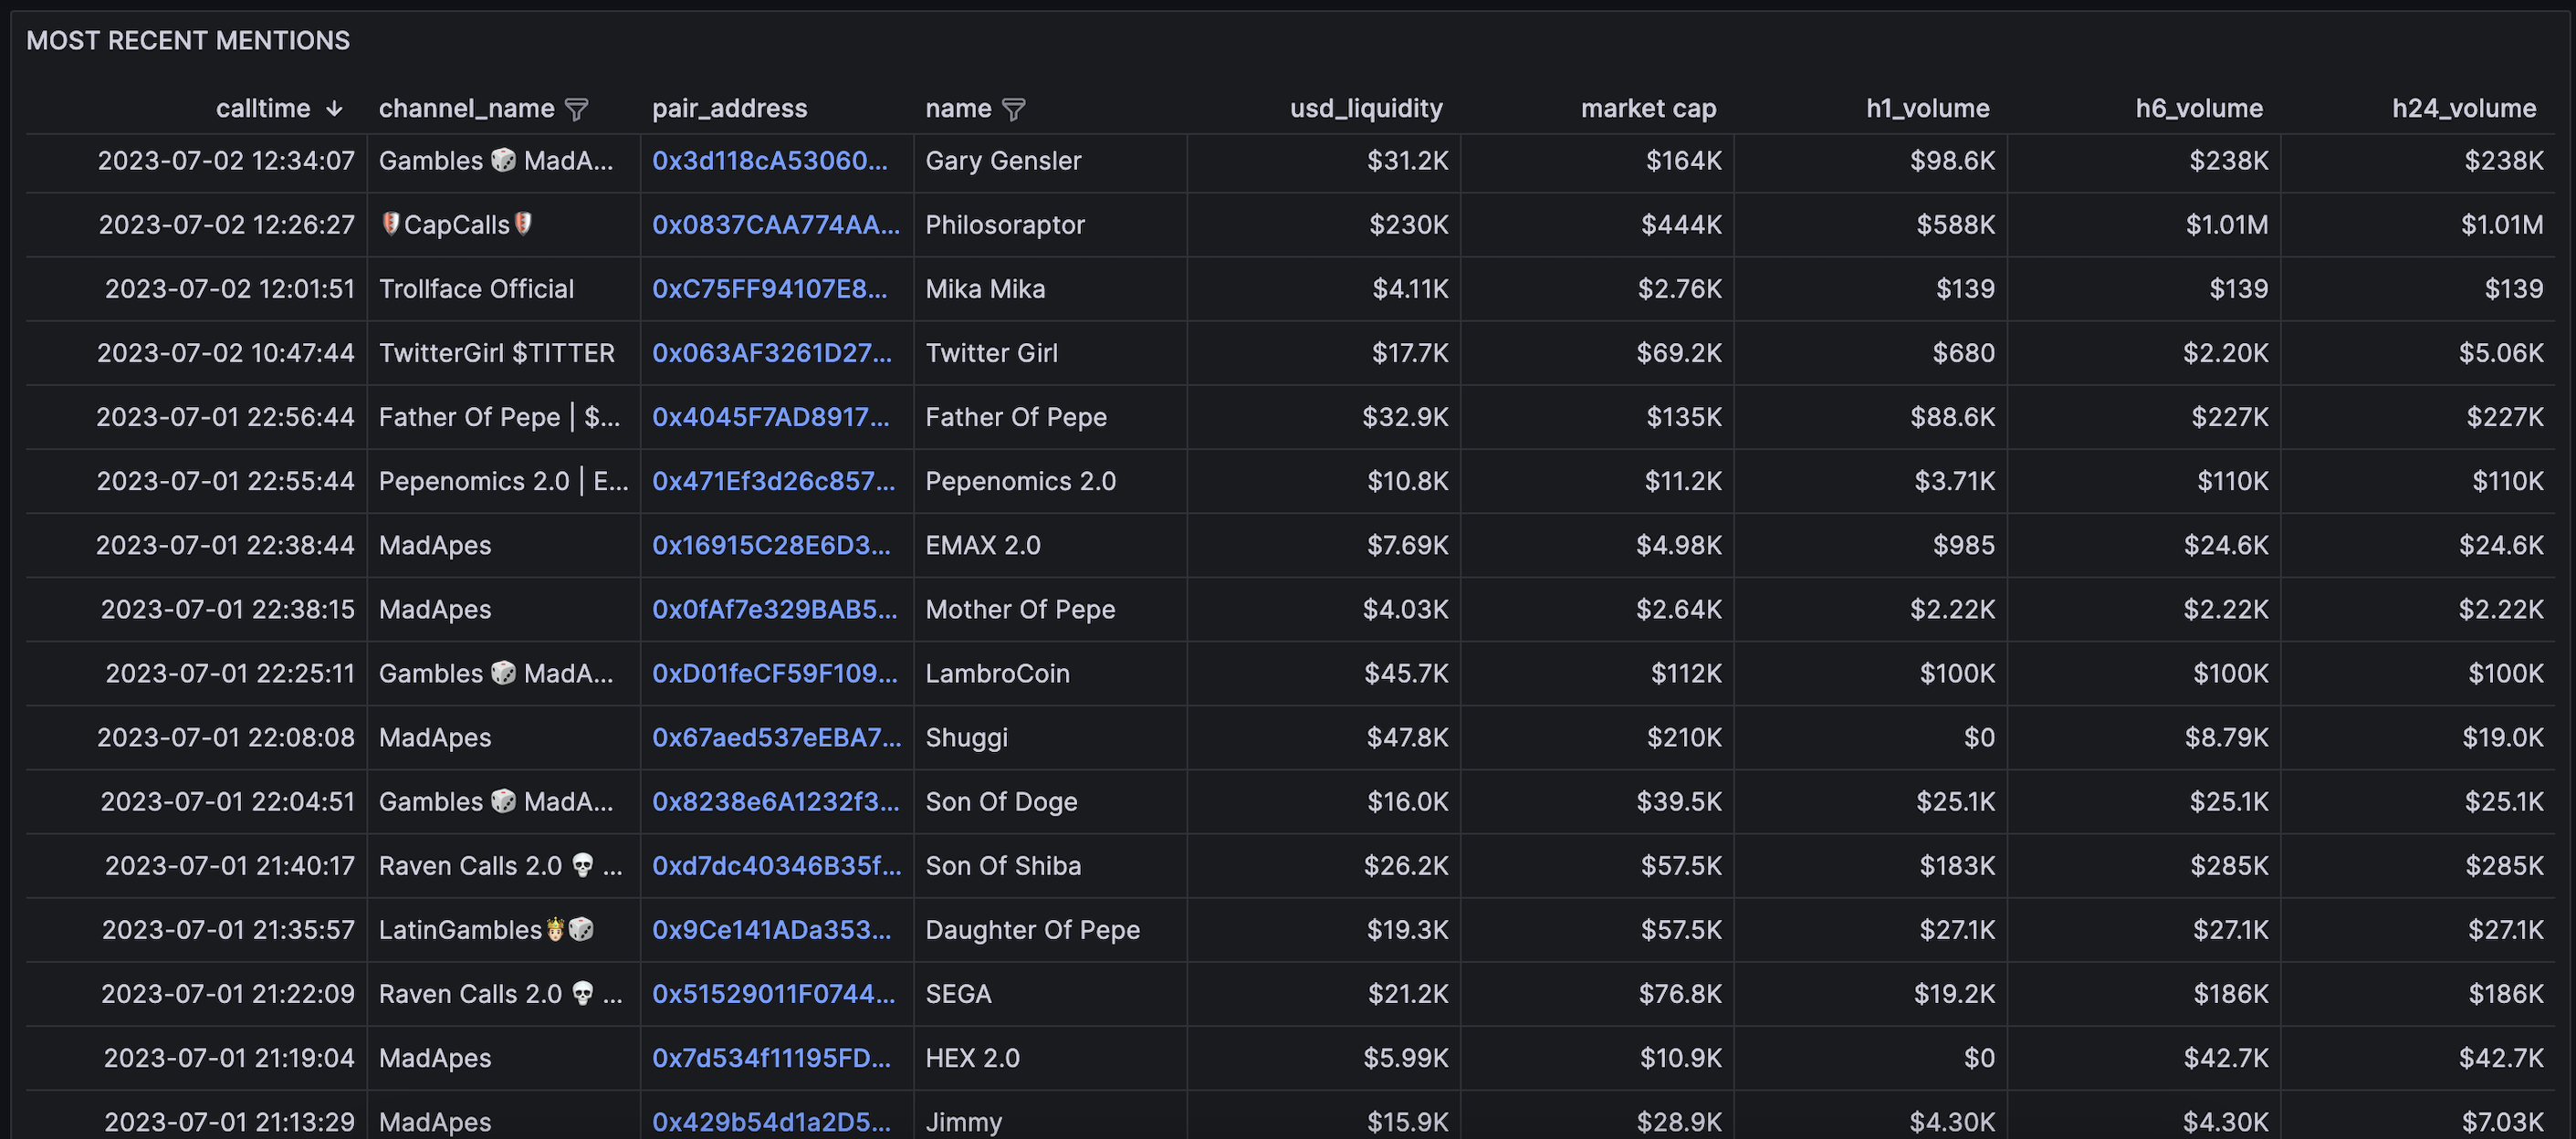 MOST RECENT MENTIONS
calltime ↓ channel_name pair_address name usd_liquidity market cap h1_volume h6_volume h24_volume
2023-07-02 12:34:07 Gambles 🎲 MadA... 0x3d118cA53060... Gary Gensler $31.2K $164K $98.6K $238K $238K
2023-07-02 12:26:27 CapCalls 0x0837CAA774AA... Philosoraptor $230K $444K $588K $1.01M $1.01M
2023-07-02 12:01:51 Trollface Official 0xC75FF94107E8... Mika Mika $4.11K $2.76K $139 $139 $139
2023-07-02 10:47:44 TwitterGirl $TITTER 0x063AF3261D27... Twitter Girl $17.7K $69.2K $680 $2.20K $5.06K
2023-07-01 22:56:44 Father Of Pepe | $... 0x4045F7AD8917... Father Of Pepe $32.9K $135K $88.6K $227K $227K
2023-07-01 22:55:44 Pepenomics 2.0 | E... 0x471Ef3d26c857... Pepenomics 2.0 $10.8K $11.2K $3.71K $110K $110K
2023-07-01 22:38:44 MadApes 0x16915C28E6D3... EMAX 2.0 $7.69K $4.98K $985 $24.6K $24.6K
2023-07-01 22:38:15 MadApes 0x0fAf7e329BAB5... Mother Of Pepe $4.03K $2.64K $2.22K $2.22K $2.22K
2023-07-01 22:25:11 Gambles 🎲 MadA... 0xD01feCF59F109... LambroCoin $45.7K $112K $100K $100K $100K
2023-07-01 22:08:08 MadApes 0x67aed537eEBA7... Shuggi $47.8K $210K $0 $8.79K $19.0K
2023-07-01 22:04:51 Gambles 🎲 MadA... 0x8238e6A1232f3... Son Of Doge $16.0K $39.5K $25.1K $25.1K $25.1K
2023-07-01 21:40:17 Raven Calls 2.0 💀 ... 0xd7dc40346B35f... Son Of Shiba $26.2K $57.5K $183K $285K $285K
2023-07-01 21:35:57 LatinGambles🤴🎲 0x9Ce141ADa353... Daughter Of Pepe $19.3K $57.5K $27.1K $27.1K $27.1K
2023-07-01 21:22:09 Raven Calls 2.0 💀 ... 0x51529011F0744... SEGA $21.2K $76.8K $19.2K $186K $186K
2023-07-01 21:19:04 MadApes 0x7d534f11195FD... HEX 2.0 $5.99K $10.9K $0 $42.7K $42.7K
2023-07-01 21:13:29 MadApes 0x429b54d1a2D5... Jimmy $15.9K $28.9K $4.30K $4.30K $7.03K